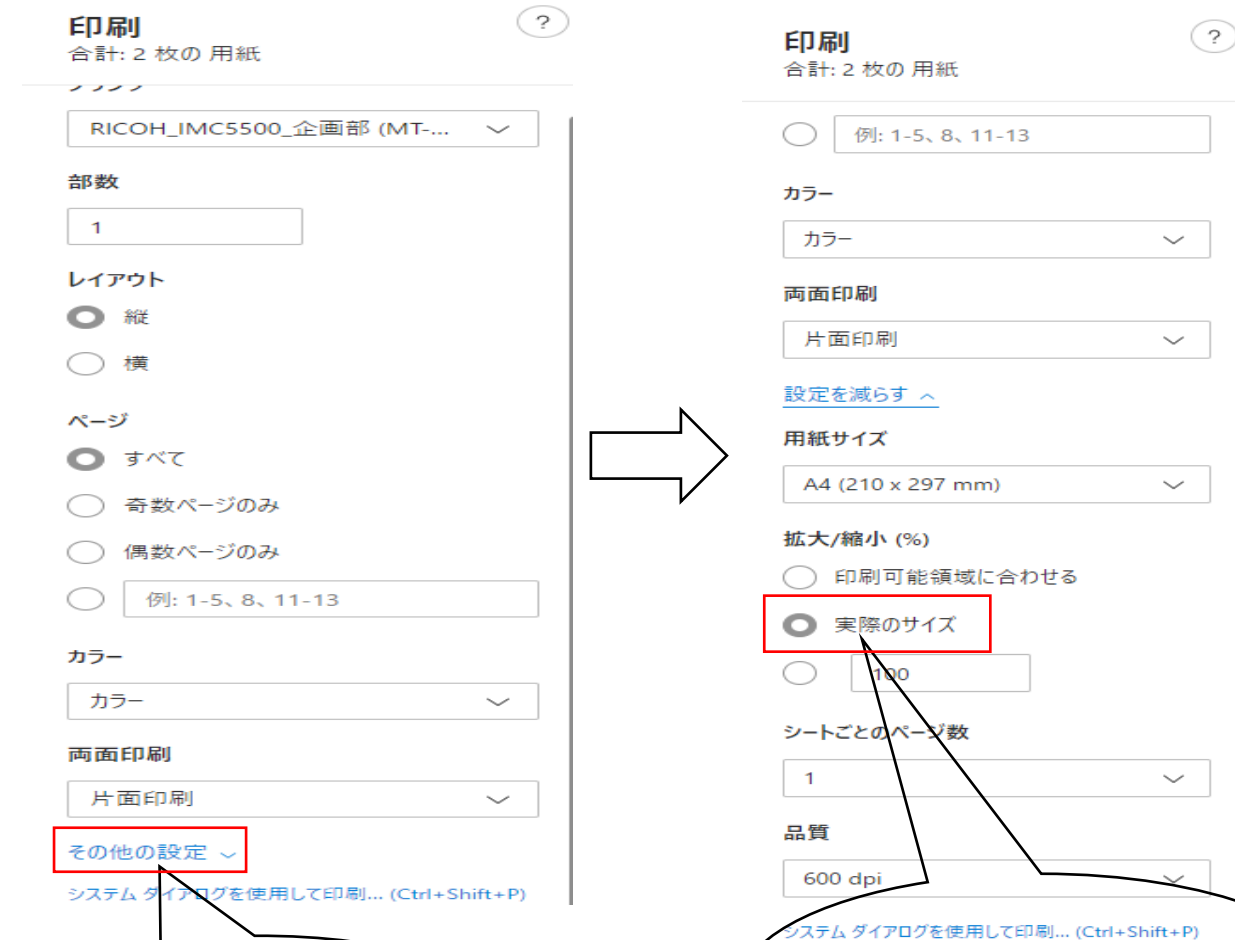 印刷
?
合計: 2 枚の 用紙
プリンター
RICOH_IMC5500_企画部 (MT-...
部数
1
レイアウト
縦
横
ページ
すべて
奇数ページのみ
偶数ページのみ
例: 1-5、8、11-13
カラー
カラー
両面印刷
片面印刷
その他の設定
システム ダイアログを使用して印刷... (Ctrl+Shift+P)
印刷
?
合計: 2 枚の 用紙
例: 1-5、8、11-13
カラー
カラー
両面印刷
片面印刷
設定を減らす
用紙サイズ
A4 (210 x 297 mm)
拡大/縮小 (%)
印刷可能領域に合わせる
実際のサイズ
100
シートごとのページ数
1
品質
600 dpi
システム ダイアログを使用して印刷... (Ctrl+Shift+P)